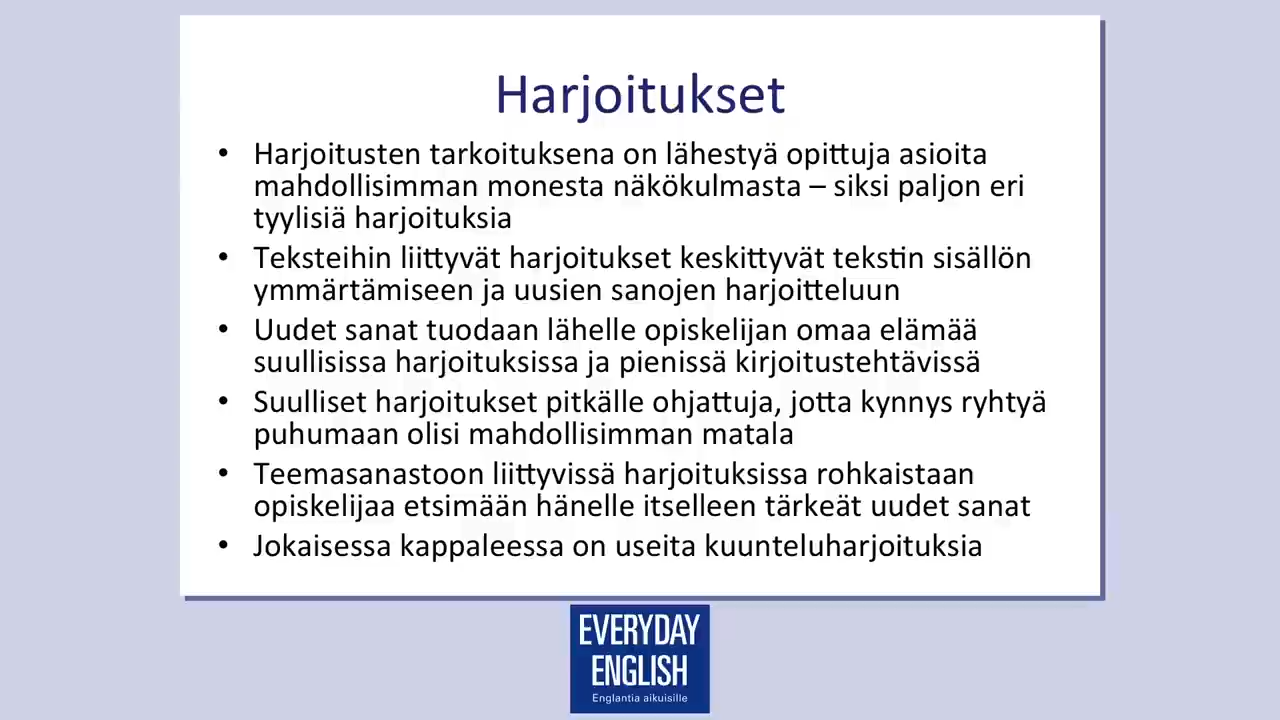 Harjoitukset
• Harjoitusten tarkoituksena on lähestyä opittuja asioita
mahdollisimman monesta näkökulmasta – siksi paljon eri
tyylisiä harjoituksia
• Teksteihin liittyvät harjoitukset keskittyvät tekstin sisällön
ymmärtämiseen ja uusien sanojen harjoitteluun
• Uudet sanat tuodaan lähelle opiskelijan omaa elämää
suullisissa harjoituksissa ja pienissä kirjoitustehtävissä
• Suulliset harjoitukset pitkälle ohjattuja, jotta kynnys ryhtyä
puhumaan olisi mahdollisimman matala
• Teemasanastoon liittyvissä harjoituksissa rohkaistaan
opiskelijaa etsimään hänelle itselleen tärkeät uudet sanat
• Jokaisessa kappaleessa on useita kuunteluharjoituksia
EVERYDAY
ENGLISH
Englantia aikuisille